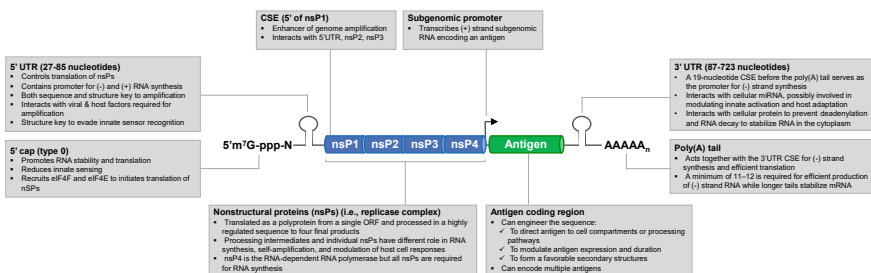 CSE (5' of nsP1)
▪ Enhancer of genome amplification
▪ Interacts with 5'UTR, nsP2, nsP3
Subgenomic promoter
▪ Transcribes (+) strand subgenomic
RNA encoding an antigen
5' UTR (27-85 nucleotides)
▪ Controls translation of nsPs
▪ Contains promoter for (-) and (+) RNA synthesis
▪ Both sequence and structure key to amplification
▪ Interacts with viral & host factors required for
amplification
▪ Structure key to evade innate sensor recognition
3' UTR (87-723 nucleotides)
▪ A 19-nucleotide CSE before the poly(A) tail serves as
the promoter for (-) strand synthesis
▪ Interacts with cellular miRNA, possibly involved in
modulating innate activation and host adaptation
▪ Interacts with cellular protein to prevent deadenylation
and RNA decay to stabilize RNA in the cytoplasm
5'm⁷G-ppp-N
nsP1 nsP2 nsP3 nsP4
Antigen
AAAAAₙ
5' cap (type 0)
▪ Promotes RNA stability and translation
▪ Reduces innate sensing
▪ Recruits eIF4F and eIF4E to initiates translation of
nSPs
Poly(A) tail
▪ Acts together with the 3'UTR CSE for (-) strand
synthesis and efficient translation
▪ A minimum of 11–12 is required for efficient production
of (-) strand RNA while longer tails stabilize mRNA
Nonstructural proteins (nsPs) (i.e., replicase complex)
▪ Translated as a polyprotein from a single ORF and processed in a highly
regulated sequence to four final products
▪ Processing intermediates and individual nsPs have different role in RNA
synthesis, self-amplification, and modulation of host cell responses
▪ nsP4 is the RNA-dependent RNA polymerase but all nsPs are required
for RNA synthesis
Antigen coding region
▪ Can engineer the sequence:
✓ To direct antigen to cell compartments or processing
pathways
✓ To modulate antigen expression and duration
✓ To form a favorable secondary structures
▪ Can encode multiple antigens